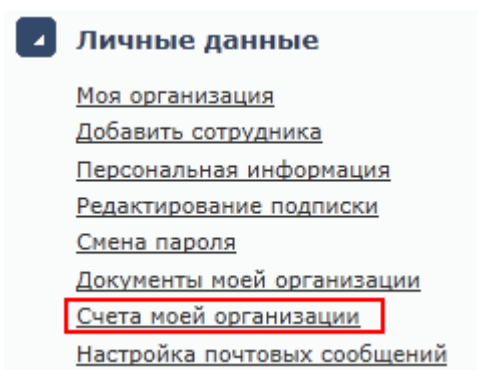 Личные данные
Моя организация
Добавить сотрудника
Персональная информация
Редактирование подписки
Смена пароля
Документы моей организации
Счета моей организации
Настройка почтовых сообщений